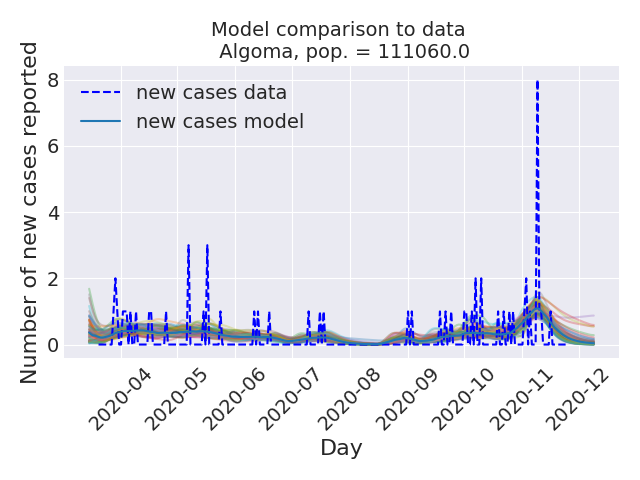 Model comparison to data
Algoma, pop. = 111060.0
Number of new cases reported
8
6
4
2
0
new cases data
new cases model
2020-04
2020-05
2020-06
2020-07
2020-08
2020-09
2020-10
2020-11
2020-12
Day